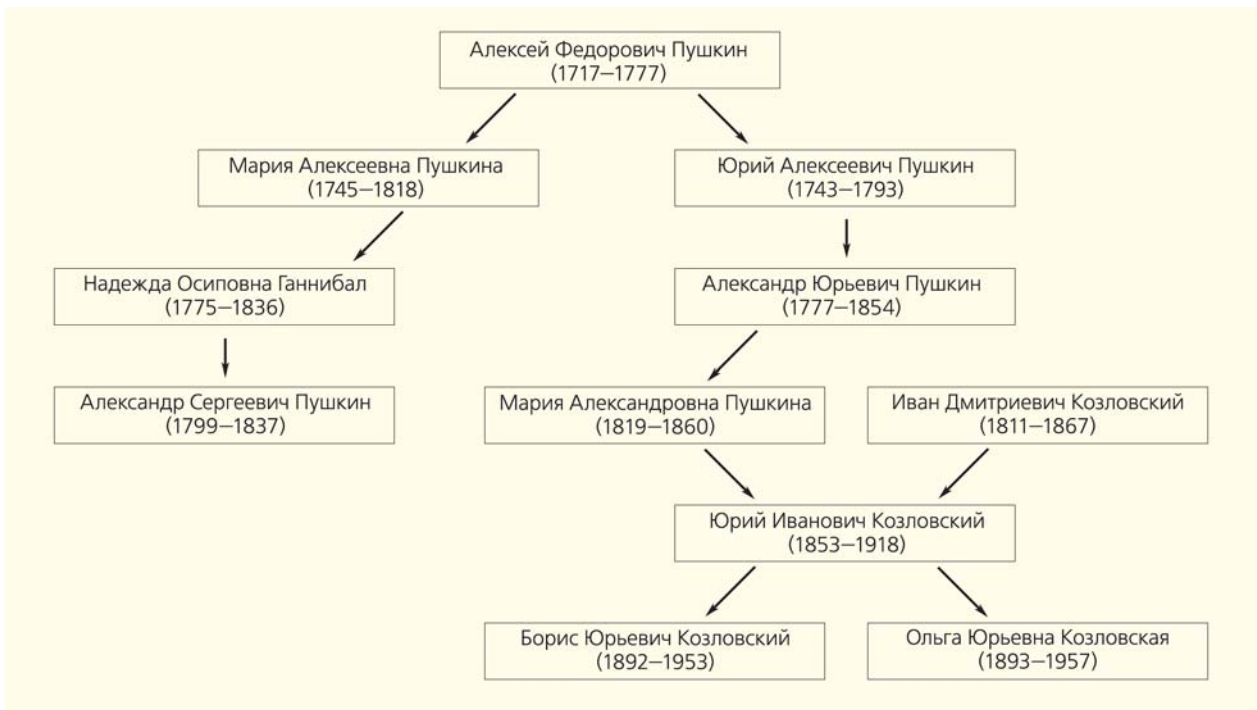 Алексей Федорович Пушкин
(1717–1777)
Мария Алексеевна Пушкина
(1745–1818)
Юрий Алексеевич Пушкин
(1743–1793)
Надежда Осиповна Ганнибал
(1775–1836)
Александр Юрьевич Пушкин
(1777–1854)
Александр Сергеевич Пушкин
(1799–1837)
Мария Александровна Пушкина
(1819–1860)
Иван Дмитриевич Козловский
(1811–1867)
Юрий Иванович Козловский
(1853–1918)
Борис Юрьевич Козловский
(1892–1953)
Ольга Юрьевна Козловская
(1893–1957)